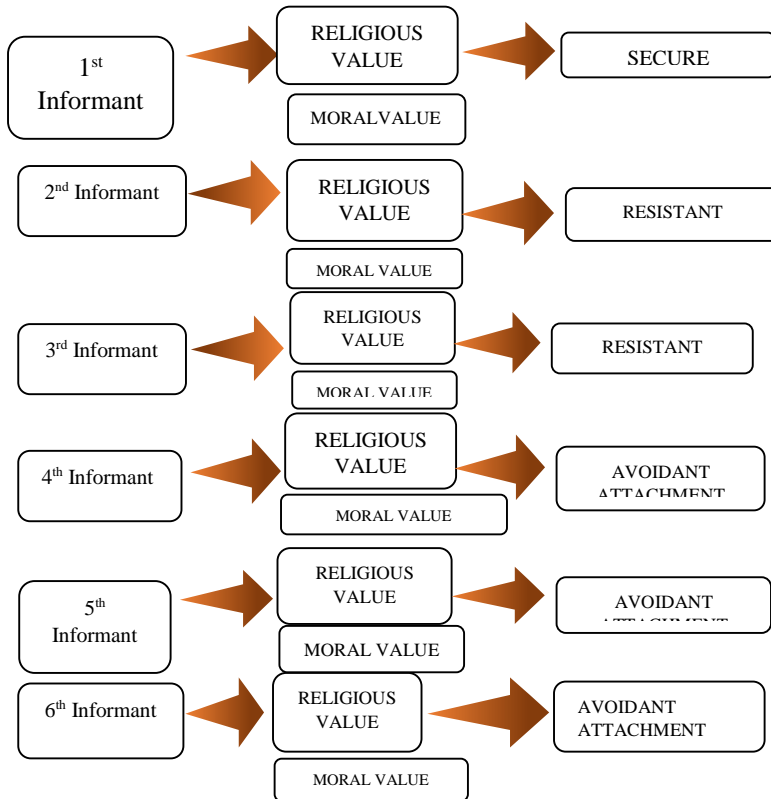 1st
Informant
RELIGIOUS
VALUE
SECURE
MORALVALUE
2nd Informant
RELIGIOUS
VALUE
RESISTANT
MORAL VALUE
3rd Informant
RELIGIOUS
VALUE
RESISTANT
MORAL VALUE
4th Informant
RELIGIOUS
VALUE
AVOIDANT
ATTACHMENT
MORAL VALUE
5th
Informant
RELIGIOUS
VALUE
AVOIDANT
ATTACHMENT
MORAL VALUE
6th Informant
RELIGIOUS
VALUE
AVOIDANT
ATTACHMENT
MORAL VALUE